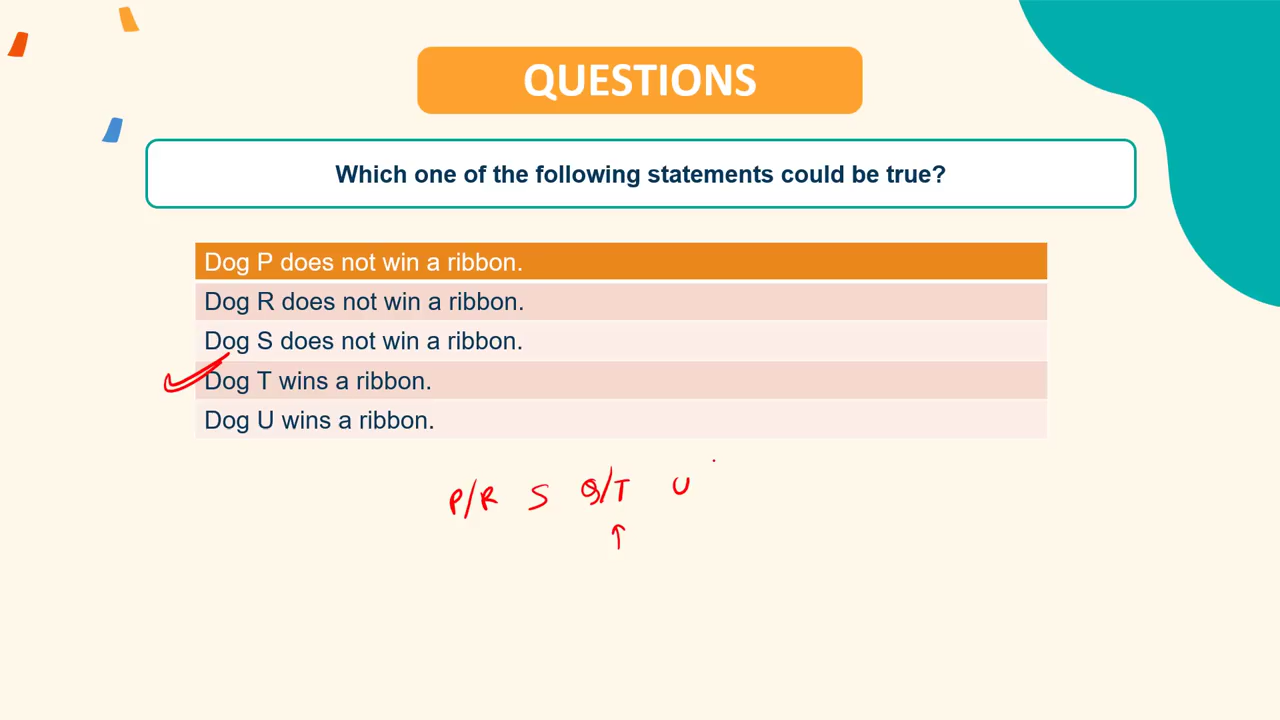 QUESTIONS
Which one of the following statements could be true?
Dog P does not win a ribbon.
Dog R does not win a ribbon.
Dog S does not win a ribbon.
Dog T wins a ribbon.
Dog U wins a ribbon.
P/R S Q/T U